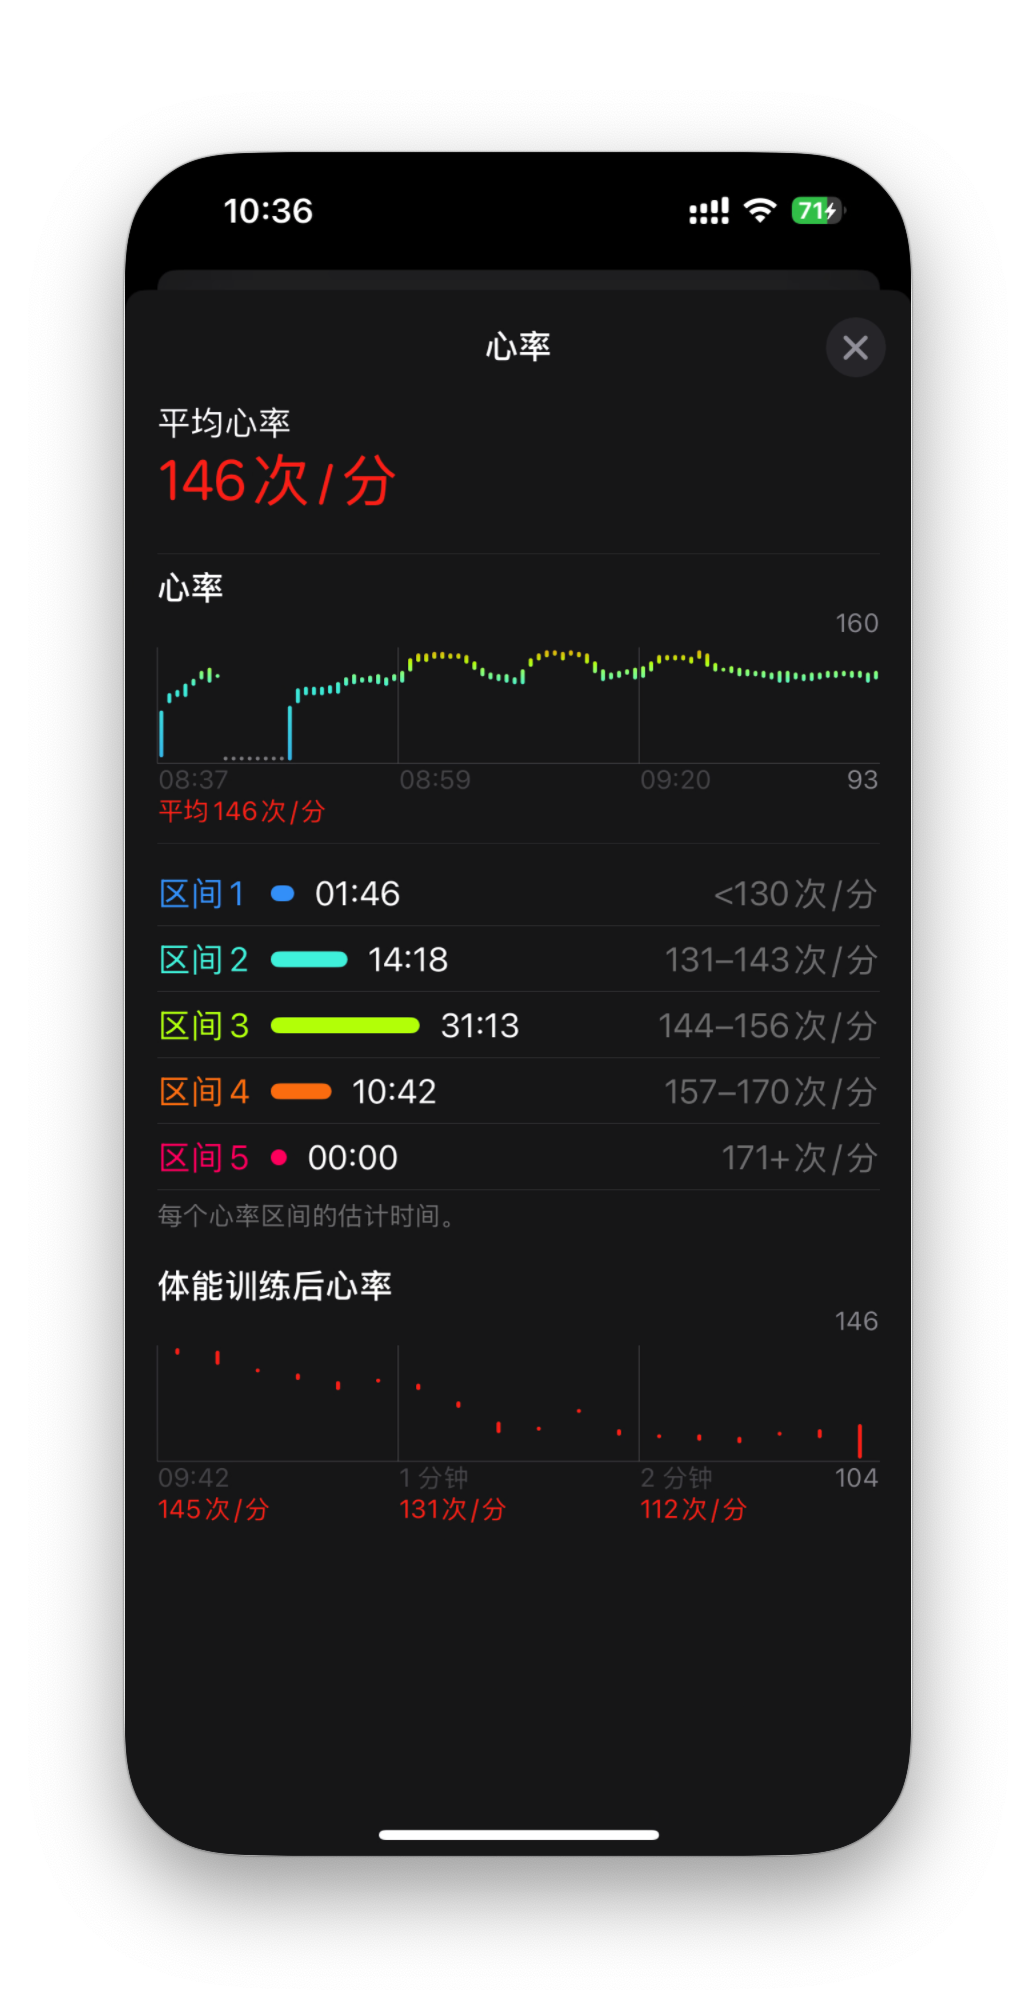 10:36 71
心率
平均心率
146次/分
心率
160
08:37 08:59 09:20 93
平均146次/分
区间1 01:46 <130次/分
区间2 14:18 131–143次/分
区间3 31:13 144–156次/分
区间4 10:42 157–170次/分
区间5 00:00 171+次/分
每个心率区间的估计时间。
体能训练后心率
146
09:42 1 分钟 2 分钟 104
145次/分 131次/分 112次/分